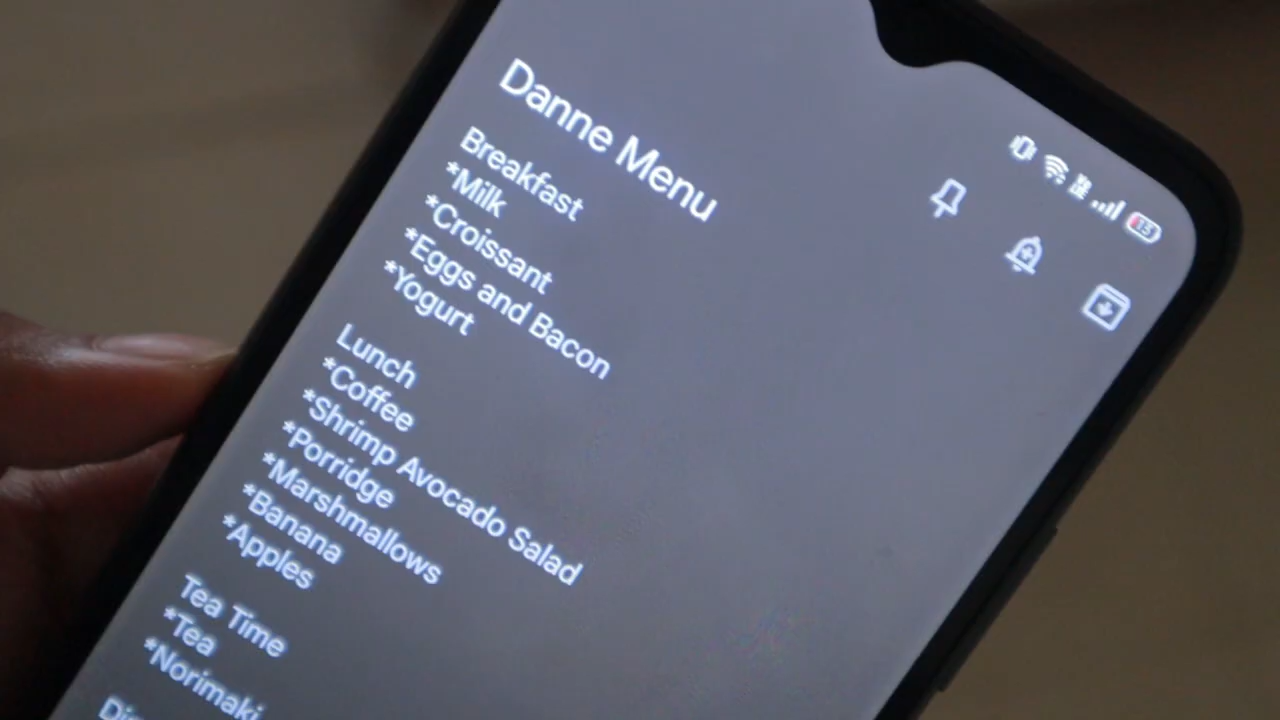 Danne Menu
Breakfast
*Milk
*Croissant
*Eggs and Bacon
*Yogurt
Lunch
*Coffee
*Shrimp Avocado Salad
*Porridge
*Marshmallows
*Banana
*Apples
Tea Time
*Tea
*Norimaki
15